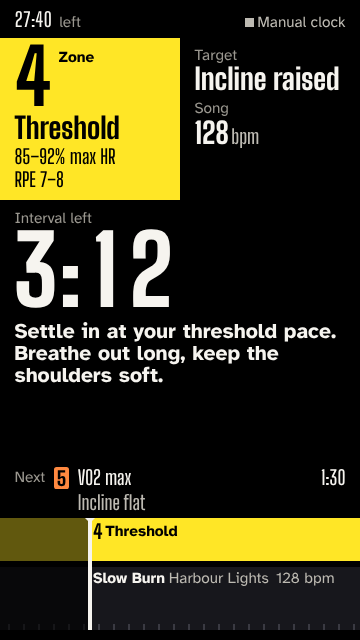 27:40 left
Manual clock
4 Zone
Threshold
85–92% max HR
RPE 7–8
Target
Incline raised
Song
128 bpm
Interval left
3:12
Settle in at your threshold pace.
Breathe out long, keep the
shoulders soft.
Next 5 VO2 max 1:30
Incline flat
4 Threshold
Slow Burn Harbour Lights 128 bpm